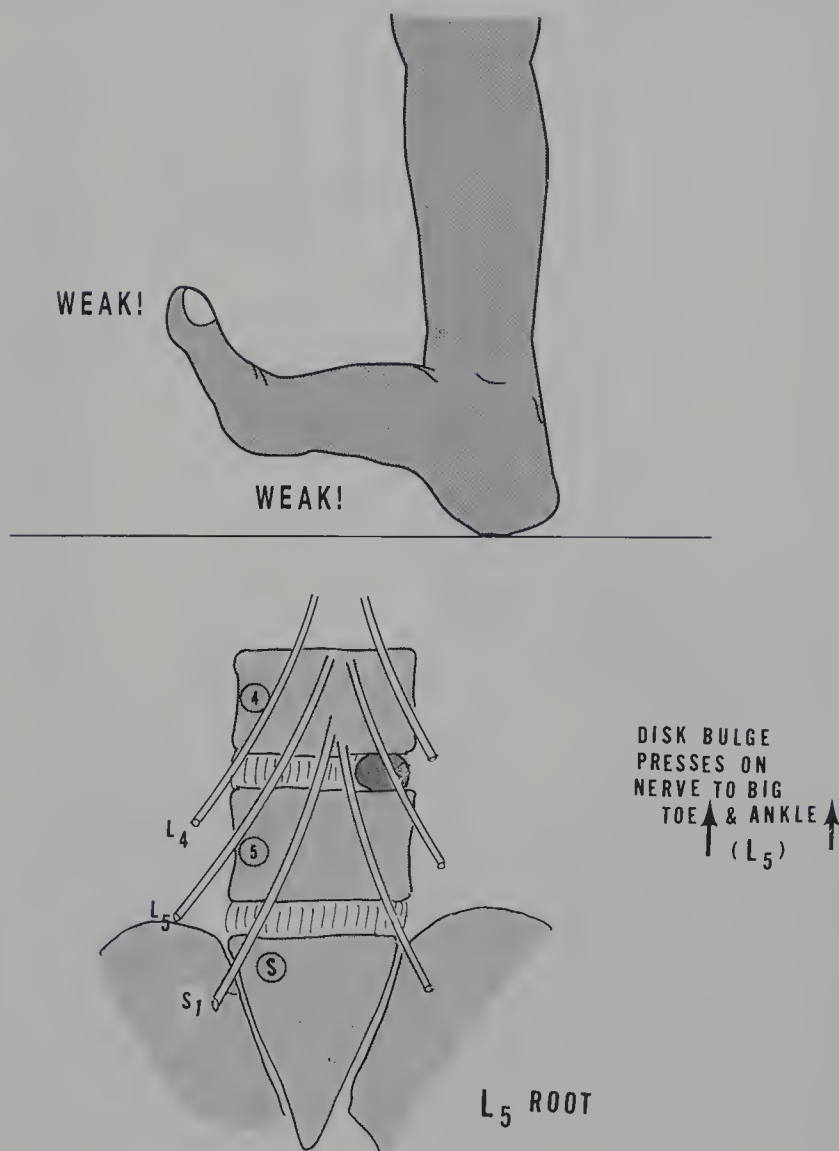 WEAK!
WEAK!
4
DISK BULGE
PRESSES ON
NERVE TO BIG
TOE ↑ & ANKLE ↑
(L5)
L4
5
L5
S
S1
L5 ROOT